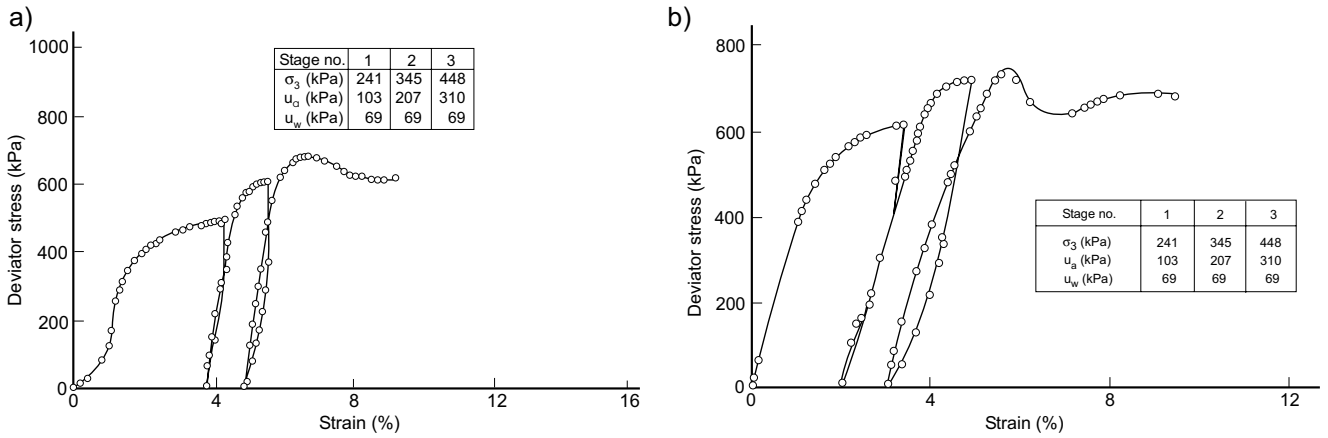 a)
Deviator stress (kPa)
1000
800
600
400
200
0
Stage no. 1 2 3
σ3 (kPa) 241 345 448
uα (kPa) 103 207 310
uw (kPa) 69 69 69
0 4 8 12 16
Strain (%)
b)
Deviator stress (kPa)
800
600
400
800
0
Stage no. 1 2 3
σ3 (kPa) 241 345 448
ua (kPa) 103 207 310
uw (kPa) 69 69 69
0 4 8 12
Strain (%)